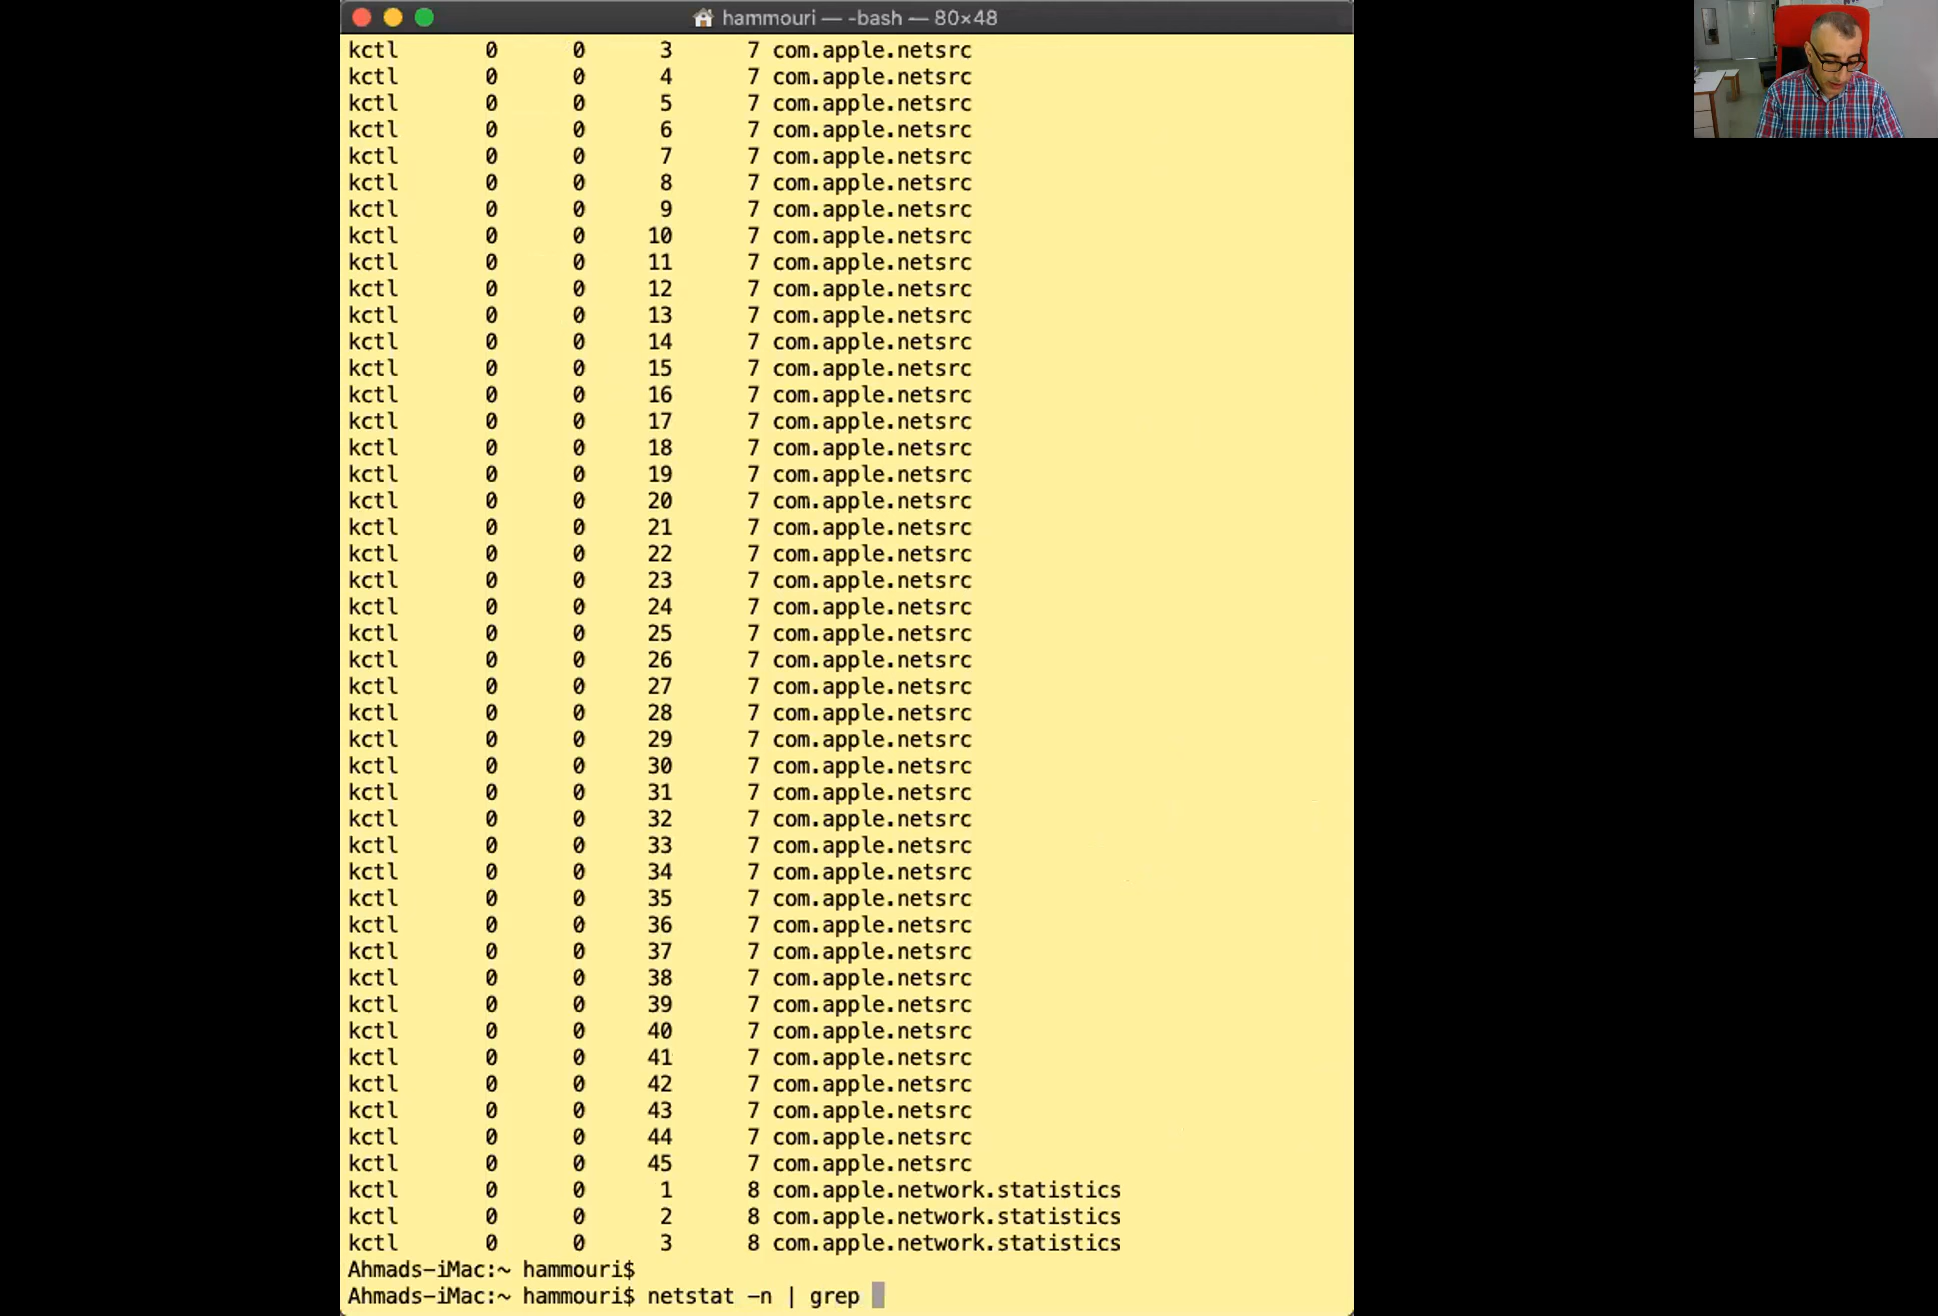 hammouri — -bash — 80×48
kctl 0 0 3 7 com.apple.netsrc
kctl 0 0 4 7 com.apple.netsrc
kctl 0 0 5 7 com.apple.netsrc
kctl 0 0 6 7 com.apple.netsrc
kctl 0 0 7 7 com.apple.netsrc
kctl 0 0 8 7 com.apple.netsrc
kctl 0 0 9 7 com.apple.netsrc
kctl 0 0 10 7 com.apple.netsrc
kctl 0 0 11 7 com.apple.netsrc
kctl 0 0 12 7 com.apple.netsrc
kctl 0 0 13 7 com.apple.netsrc
kctl 0 0 14 7 com.apple.netsrc
kctl 0 0 15 7 com.apple.netsrc
kctl 0 0 16 7 com.apple.netsrc
kctl 0 0 17 7 com.apple.netsrc
kctl 0 0 18 7 com.apple.netsrc
kctl 0 0 19 7 com.apple.netsrc
kctl 0 0 20 7 com.apple.netsrc
kctl 0 0 21 7 com.apple.netsrc
kctl 0 0 22 7 com.apple.netsrc
kctl 0 0 23 7 com.apple.netsrc
kctl 0 0 24 7 com.apple.netsrc
kctl 0 0 25 7 com.apple.netsrc
kctl 0 0 26 7 com.apple.netsrc
kctl 0 0 27 7 com.apple.netsrc
kctl 0 0 28 7 com.apple.netsrc
kctl 0 0 29 7 com.apple.netsrc
kctl 0 0 30 7 com.apple.netsrc
kctl 0 0 31 7 com.apple.netsrc
kctl 0 0 32 7 com.apple.netsrc
kctl 0 0 33 7 com.apple.netsrc
kctl 0 0 34 7 com.apple.netsrc
kctl 0 0 35 7 com.apple.netsrc
kctl 0 0 36 7 com.apple.netsrc
kctl 0 0 37 7 com.apple.netsrc
kctl 0 0 38 7 com.apple.netsrc
kctl 0 0 39 7 com.apple.netsrc
kctl 0 0 40 7 com.apple.netsrc
kctl 0 0 41 7 com.apple.netsrc
kctl 0 0 42 7 com.apple.netsrc
kctl 0 0 43 7 com.apple.netsrc
kctl 0 0 44 7 com.apple.netsrc
kctl 0 0 45 7 com.apple.netsrc
kctl 0 0 1 8 com.apple.network.statistics
kctl 0 0 2 8 com.apple.network.statistics
kctl 0 0 3 8 com.apple.network.statistics
Ahmads-iMac:~ hammouri$
Ahmads-iMac:~ hammouri$ netstat -n | grep